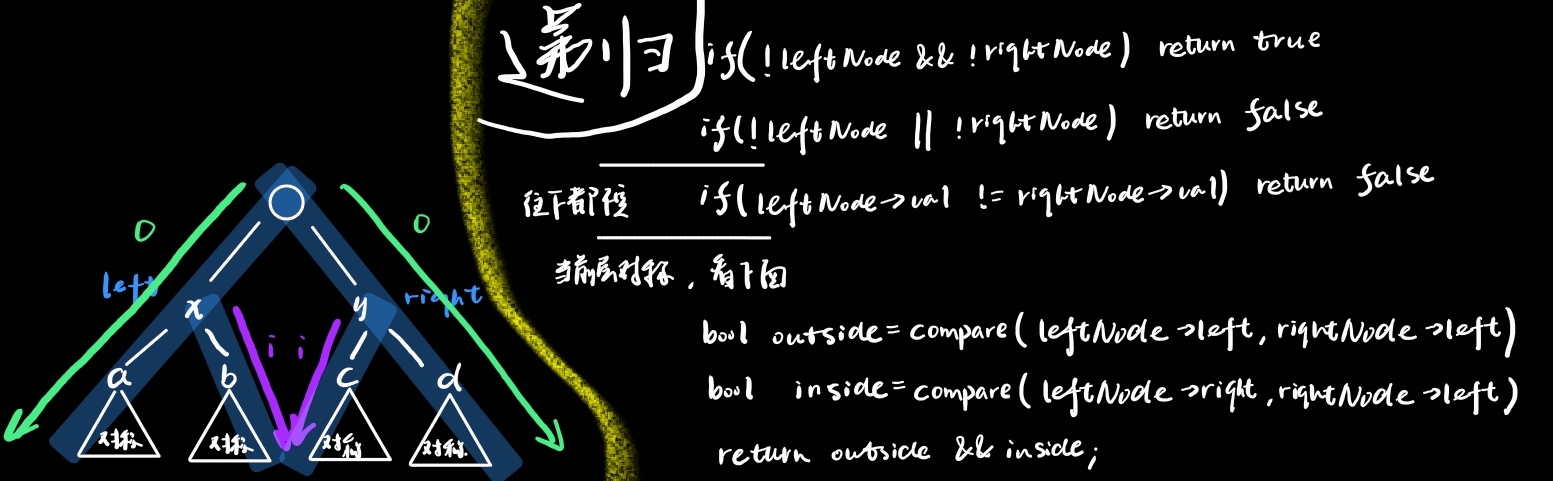 递归
if(!leftNode && !rightNode) return true
if(!leftNode || !rightNode) return false
往下都段 if(leftNode->val != rightNode->val) return false
当前层对称，看下面
bool outside=compare(leftNode->left,rightNode->left)
bool inside=compare(leftNode->right,rightNode->left)
return outside && inside;
o o
left right
x y
i i
a b c d
对称 对称 对称 对称